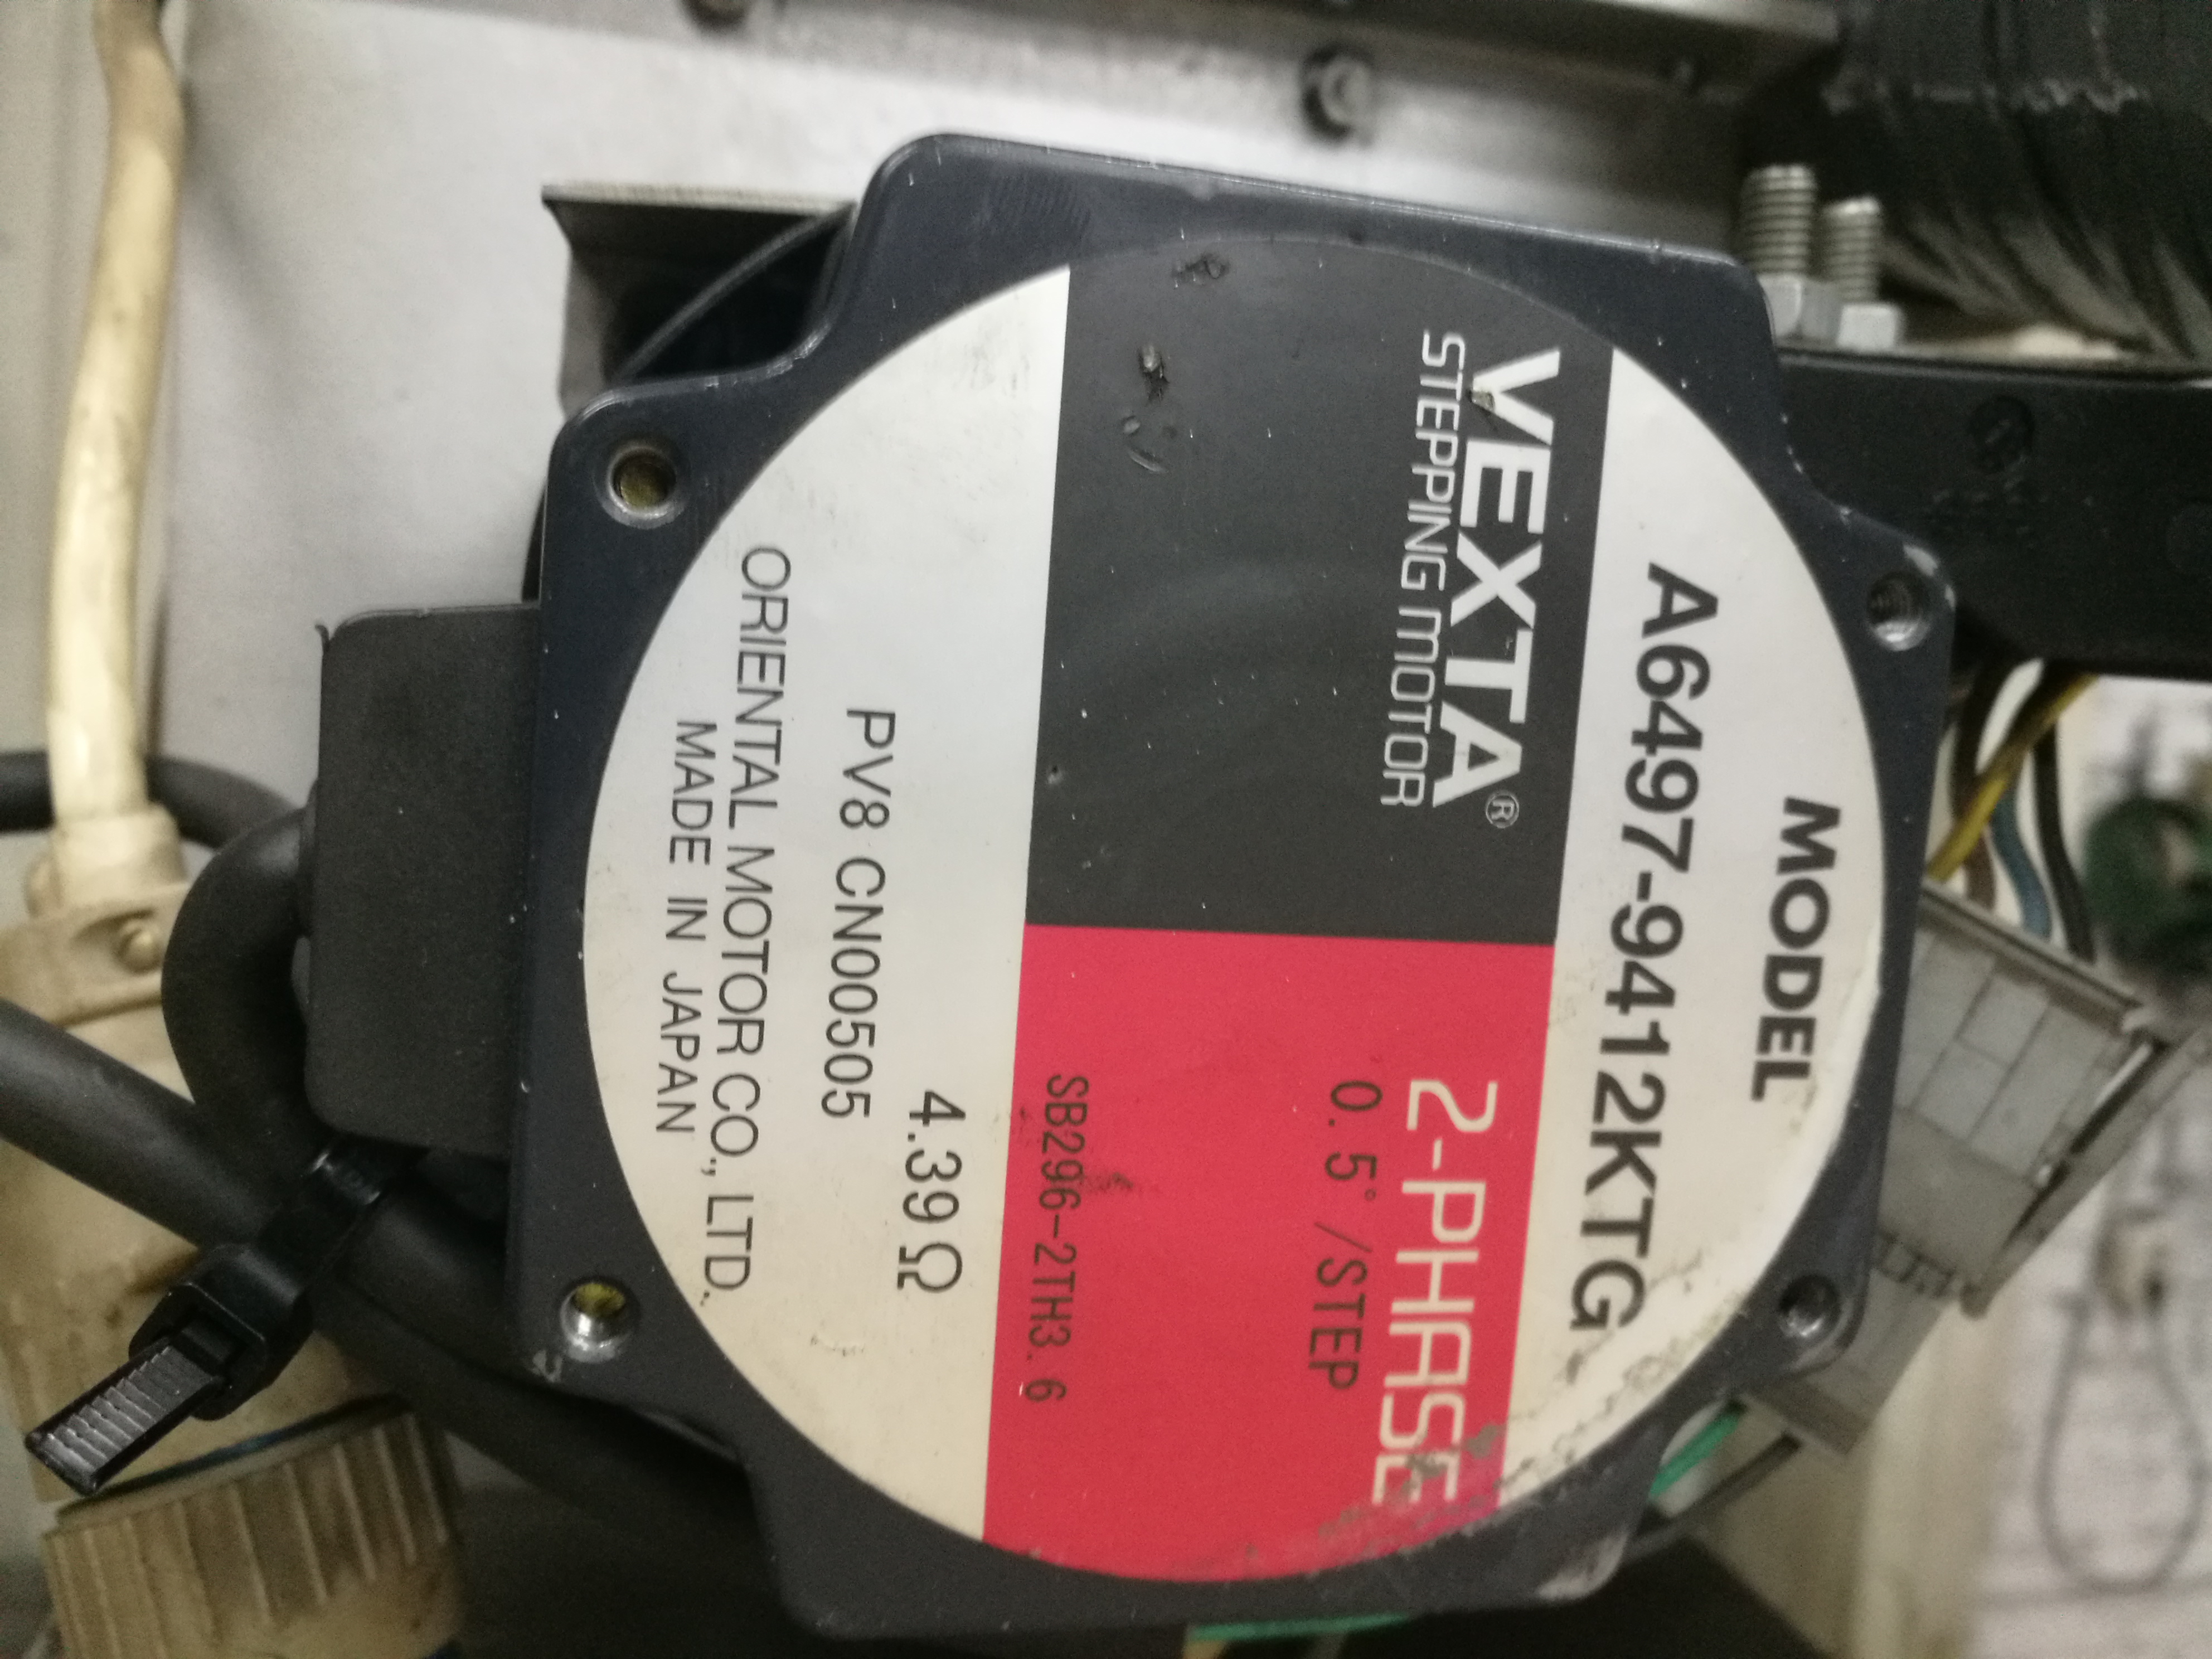 MODEL
A6497-9412KTG
VEXTA®
STEPPING MOTOR
2-PHASE
0.5°/STEP
SB296-2TH3.6
4.39Ω
PV8 CN00505
ORIENTAL MOTOR CO., LTD.
MADE IN JAPAN